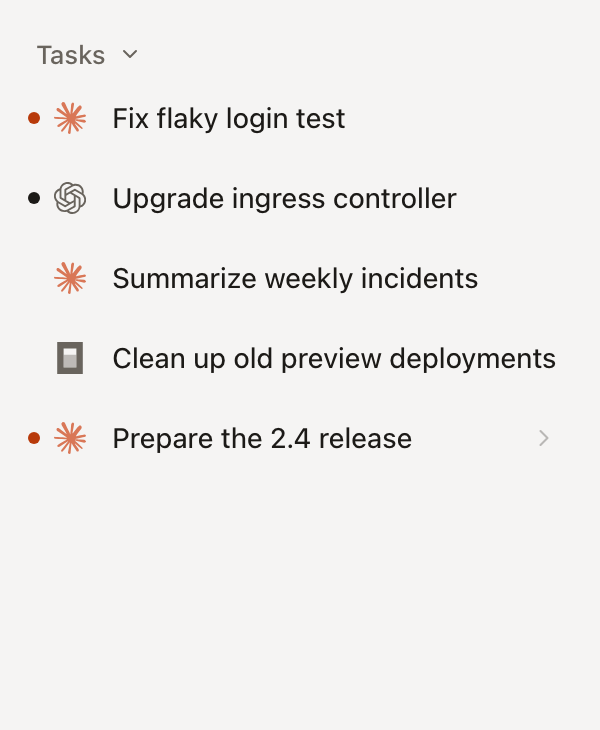 Tasks
Fix flaky login test
Upgrade ingress controller
Summarize weekly incidents
Clean up old preview deployments
Prepare the 2.4 release